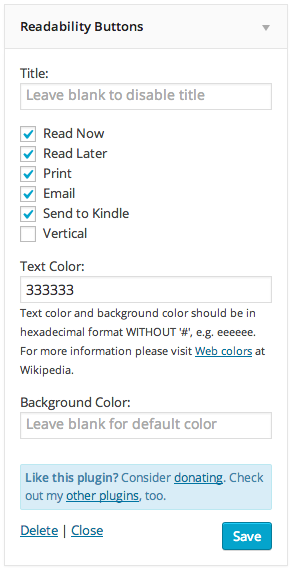 Readability Buttons
Title:
Leave blank to disable title
Read Now
Read Later
Print
Email
Send to Kindle
Vertical
Text Color:
333333
Text color and background color should be in
hexadecimal format WITHOUT '#', e.g. eeeeee.
For more information please visit Web colors at
Wikipedia.
Background Color:
Leave blank for default color
Like this plugin? Consider donating. Check
out my other plugins, too.
Delete | Close
Save